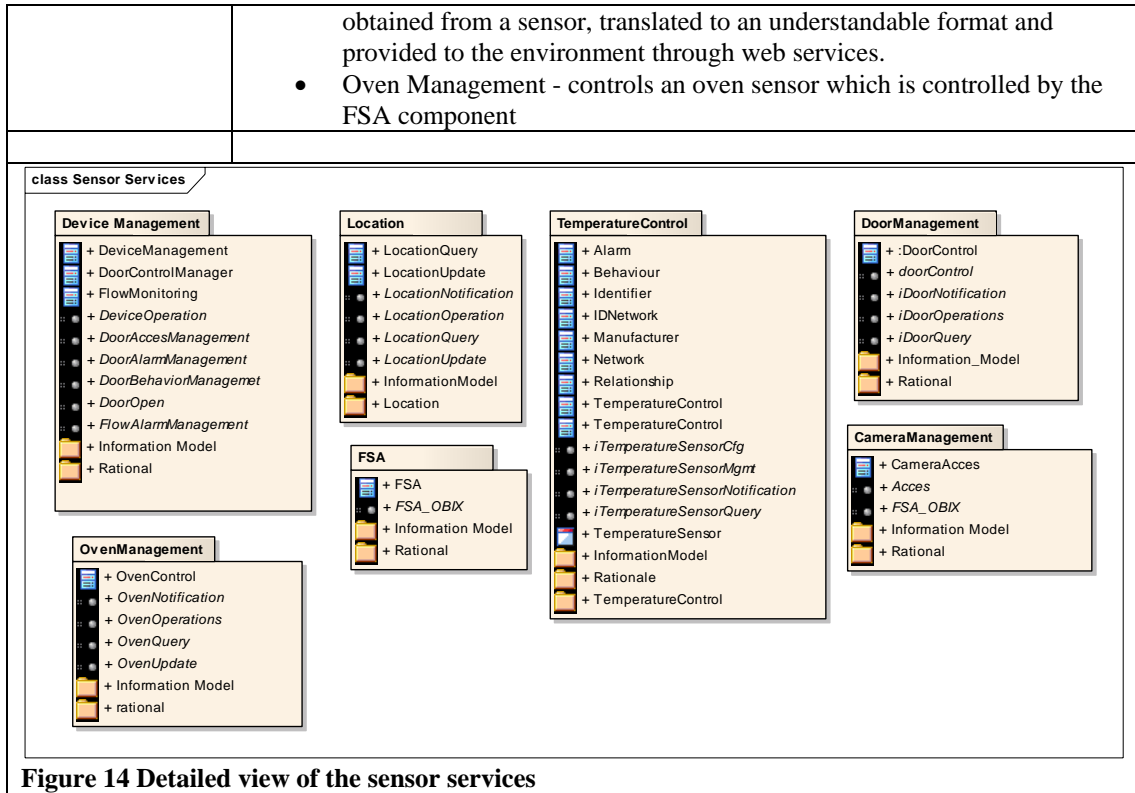 obtained from a sensor, translated to an understandable format and
provided to the environment through web services.
• Oven Management - controls an oven sensor which is controlled by the
FSA component
class Sensor Services
Device Management
+ DeviceManagement
+ DoorControlManager
+ FlowMonitoring
+ DeviceOperation
+ DoorAccesManagement
+ DoorAlarmManagement
+ DoorBehaviorManagemet
+ DoorOpen
+ FlowAlarmManagement
+ Information Model
+ Rational
Location
+ LocationQuery
+ LocationUpdate
+ LocationNotification
+ LocationOperation
+ LocationQuery
+ LocationUpdate
+ InformationModel
+ Location
TemperatureControl
+ Alarm
+ Behaviour
+ Identifier
+ IDNetwork
+ Manufacturer
+ Network
+ Relationship
+ TemperatureControl
+ TemperatureControl
+ iTemperatureSensorCfg
+ iTemperatureSensorMgmt
+ iTemperatureSensorNotification
+ iTemperatureSensorQuery
+ TemperatureSensor
+ InformationModel
+ Rationale
+ TemperatureControl
DoorManagement
+ :DoorControl
+ doorControl
+ iDoorNotification
+ iDoorOperations
+ iDoorQuery
+ Information_Model
+ Rational
FSA
+ FSA
+ FSA_OBIX
+ Information Model
+ Rational
CameraManagement
+ CameraAcces
+ Acces
+ FSA_OBIX
+ Information Model
+ Rational
OvenManagement
+ OvenControl
+ OvenNotification
+ OvenOperations
+ OvenQuery
+ OvenUpdate
+ Information Model
+ rational
Figure 14 Detailed view of the sensor services